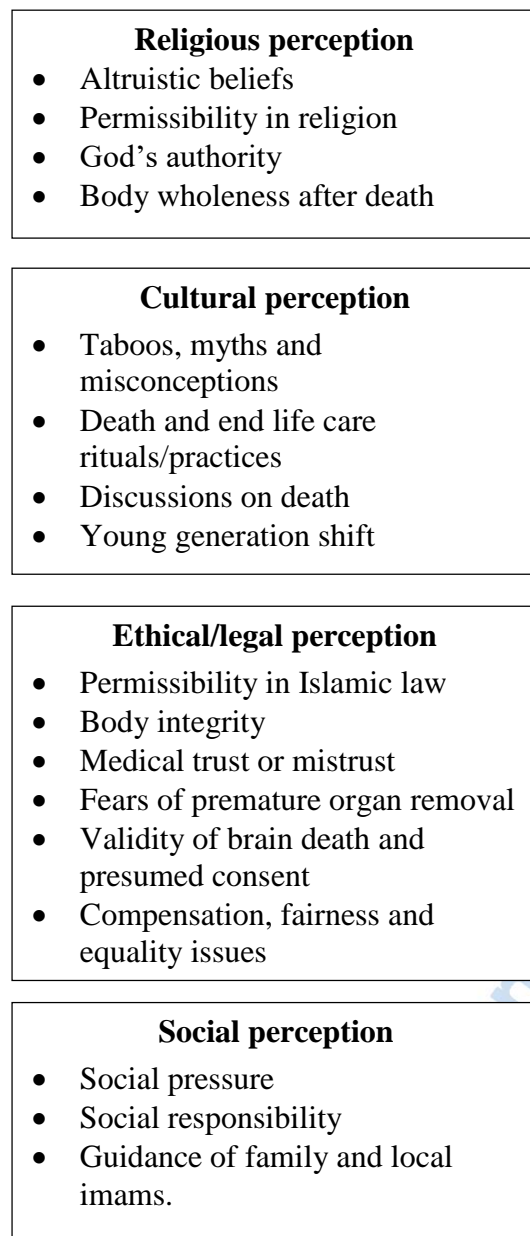 Religious perception
• Altruistic beliefs
• Permissibility in religion
• God’s authority
• Body wholeness after death
Cultural perception
• Taboos, myths and
misconceptions
• Death and end life care
rituals/practices
• Discussions on death
• Young generation shift
Ethical/legal perception
• Permissibility in Islamic law
• Body integrity
• Medical trust or mistrust
• Fears of premature organ removal
• Validity of brain death and
presumed consent
• Compensation, fairness and
equality issues
Social perception
• Social pressure
• Social responsibility
• Guidance of family and local
imams.